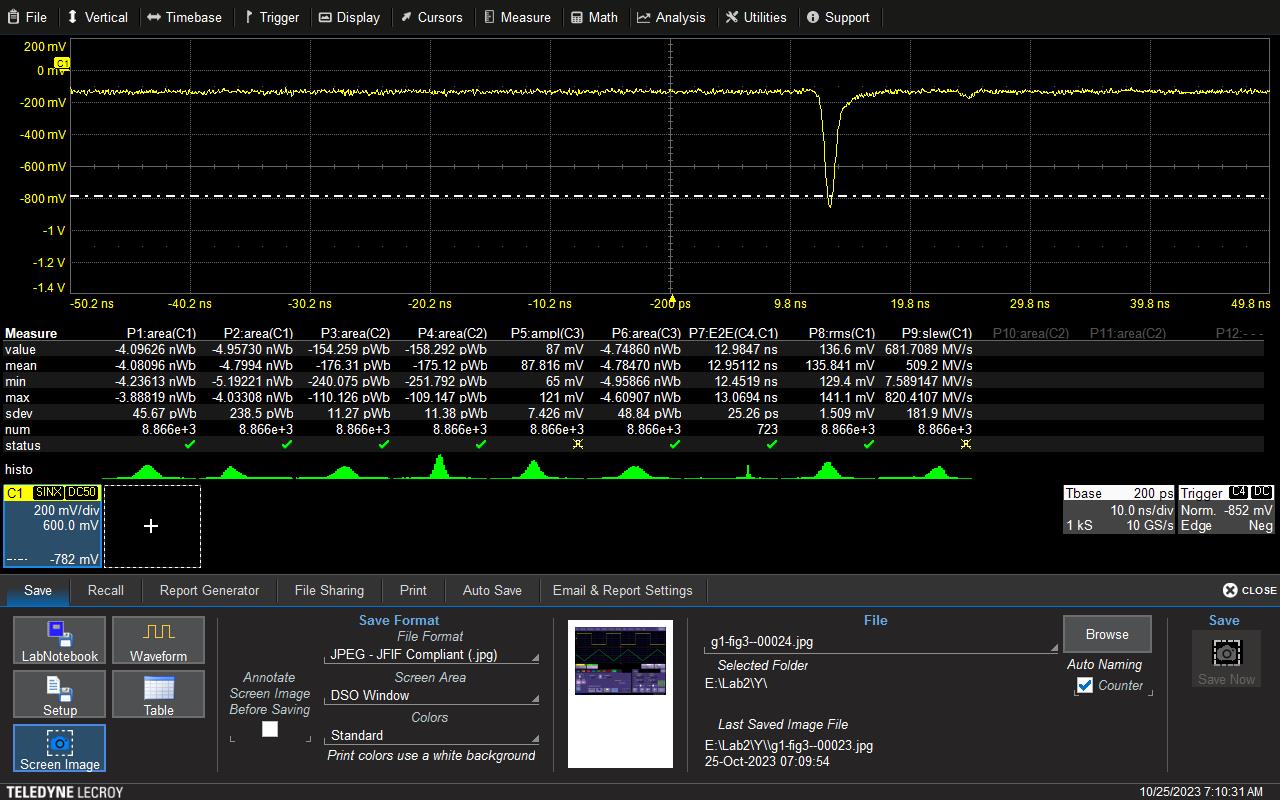 File Vertical Timebase Trigger Display Cursors Measure Math Analysis Utilities Support
200 mV
C1
0 mV
-200 mV
-400 mV
-600 mV
-800 mV
-1 V
-1.2 V
-1.4 V
-50.2 ns -40.2 ns -30.2 ns -20.2 ns -10.2 ns -200 ps 9.8 ns 19.8 ns 29.8 ns 39.8 ns 49.8 ns
Measure P1:area(C1) P2:area(C1) P3:area(C2) P4:area(C2) P5:ampl(C3) P6:area(C3) P7:E2E(C4,C1) P8:rms(C1) P9:slew(C1) P10:area(C2) P11:area(C2) P12:- - -
value -4.09626 nWb -4.95730 nWb -154.259 pWb -158.292 pWb 87 mV -4.74860 nWb 12.9847 ns 136.6 mV 681.7089 MV/s
mean -4.08096 nWb -4.7994 nWb -176.31 pWb -175.12 pWb 87.816 mV -4.78470 nWb 12.95112 ns 135.841 mV 509.2 MV/s
min -4.23613 nWb -5.19221 nWb -240.075 pWb -251.792 pWb 65 mV -4.95866 nWb 12.4519 ns 129.4 mV 7.589147 MV/s
max -3.88819 nWb -4.03308 nWb -110.126 pWb -109.147 pWb 121 mV -4.60907 nWb 13.0694 ns 141.1 mV 820.4107 MV/s
sdev 45.67 pWb 238.5 pWb 11.27 pWb 11.38 pWb 7.426 mV 48.84 pWb 25.26 ps 1.509 mV 181.9 MV/s
num 8.866e+3 8.866e+3 8.866e+3 8.866e+3 8.866e+3 8.866e+3 723 8.866e+3 8.866e+3
status
histo
C1 SINX DC50
200 mV/div
600.0 mV
-782 mV
+
Tbase 200 ps
10.0 ns/div
1 kS 10 GS/s
Trigger C4 DC
Norm. -852 mV
Edge Neg
Save Recall Report Generator File Sharing Print Auto Save Email & Report Settings CLOSE
LabNotebook
Waveform
Setup
Table
Screen Image
Annotate
Screen Image
Before Saving
Save Format
File Format
JPEG - JFIF Compliant (.jpg)
Screen Area
DSO Window
Colors
Standard
Print colors use a white background
File
g1-fig3--00024.jpg
Browse
Selected Folder
E:\Lab2\Y\
Auto Naming
Counter
Last Saved Image File
E:\Lab2\Y\\g1-fig3--00023.jpg
25-Oct-2023 07:09:54
Save
Save Now
TELEDYNE LECROY
10/25/2023 7:10:31 AM